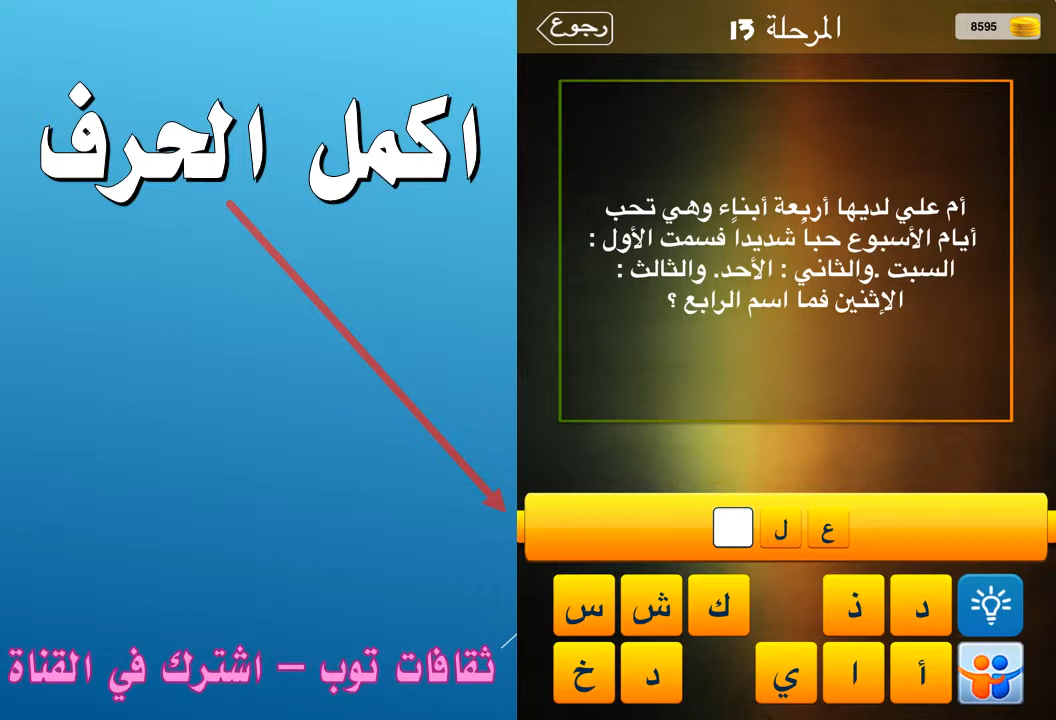 اكمل الحرف
ثقافات توب – اشترك في القناة
رجوع
المرحلة 13
8595
أم علي لديها أربعة أبناء وهي تحب
أيام الأسبوع حباً شديداً فسمت الأول :
السبت .والثاني : الأحد. والثالث :
الإثنين فما اسم الرابع ؟
ع ل
د ذ ك ش س
أ ا ي د خ